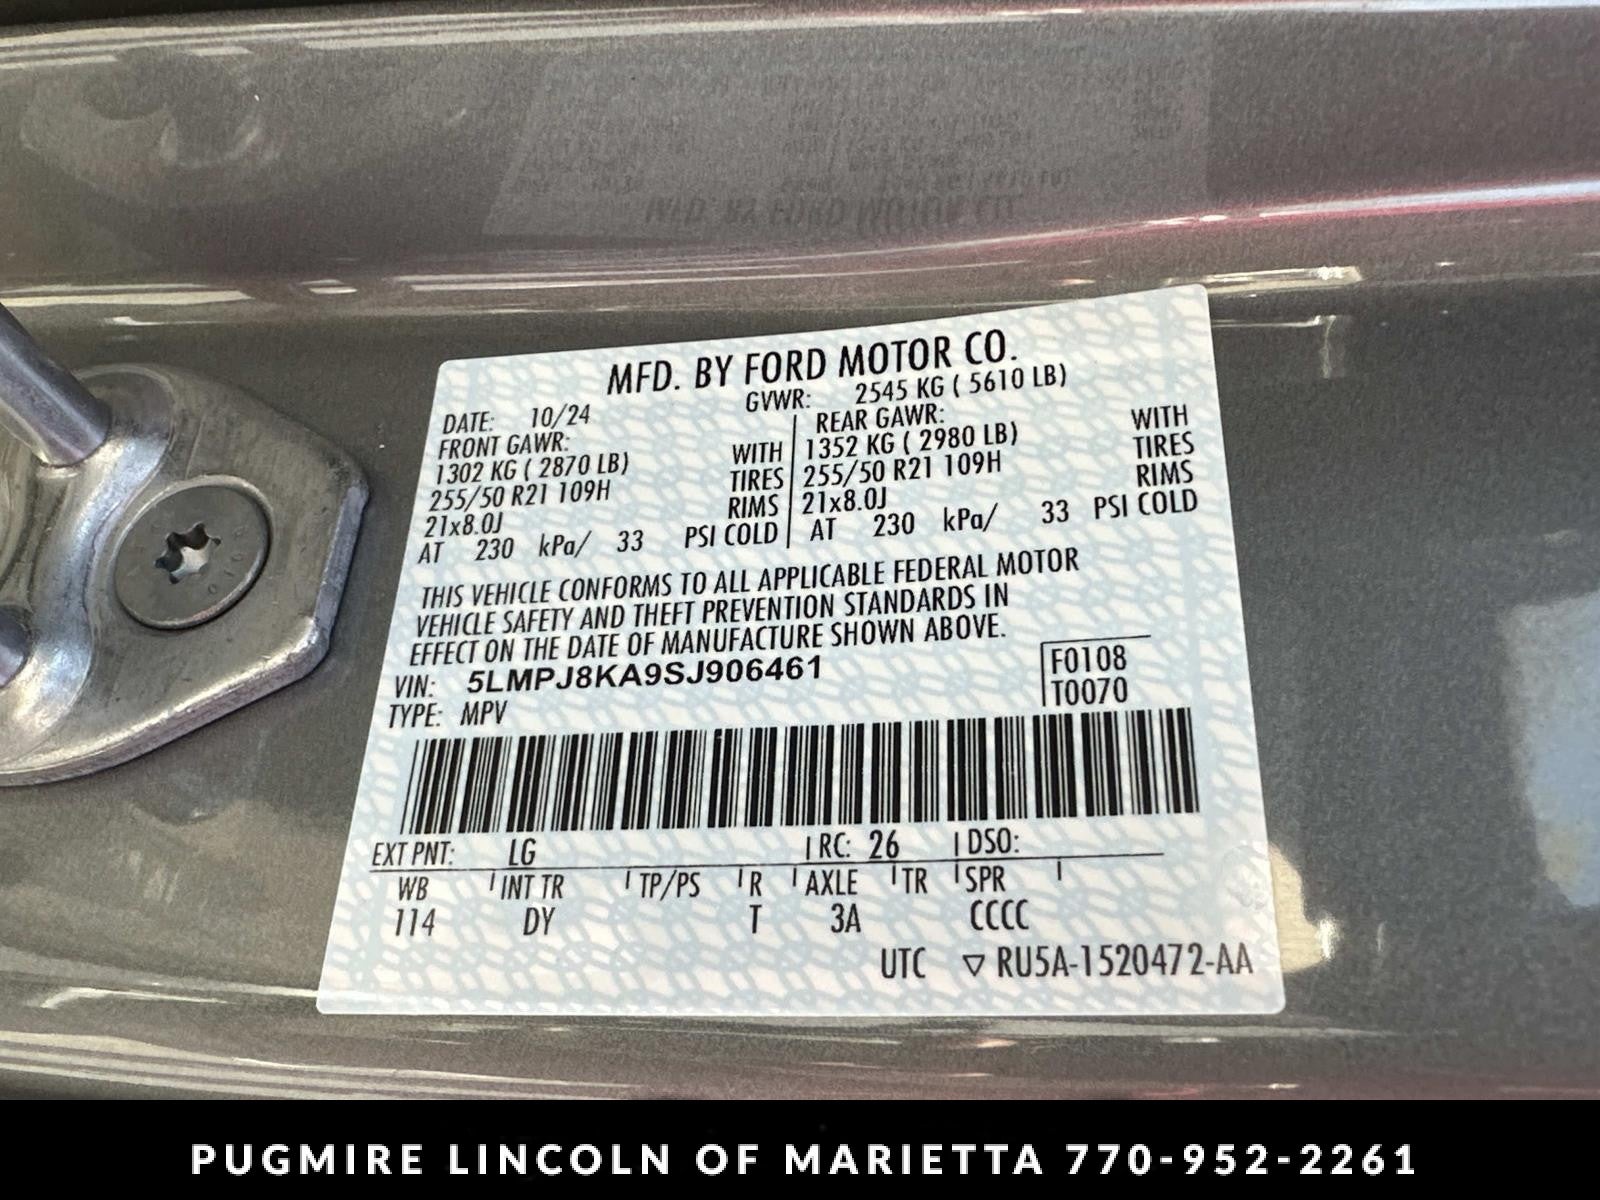 MFD. BY FORD MOTOR CO.
DATE: 10/24 GVWR: 2545 KG ( 5610 LB)
FRONT GAWR: WITH REAR GAWR: WITH
1302 KG ( 2870 LB) TIRES 1352 KG ( 2980 LB) TIRES
255/50 R21 109H RIMS 255/50 R21 109H RIMS
21x8.0J 21x8.0J
AT 230 kPa/ 33 PSI COLD AT 230 kPa/ 33 PSI COLD
THIS VEHICLE CONFORMS TO ALL APPLICABLE FEDERAL MOTOR
VEHICLE SAFETY AND THEFT PREVENTION STANDARDS IN
EFFECT ON THE DATE OF MANUFACTURE SHOWN ABOVE.
VIN: 5LMPJ8KA9SJ906461 F0108
TYPE: MPV T0070
EXT PNT: LG RC: 26 DSO:
WB INT TR TP/PS R AXLE TR SPR
114 DY T 3A CCCC
UTC ▽ RU5A-1520472-AA
PUGMIRE LINCOLN OF MARIETTA 770-952-2261